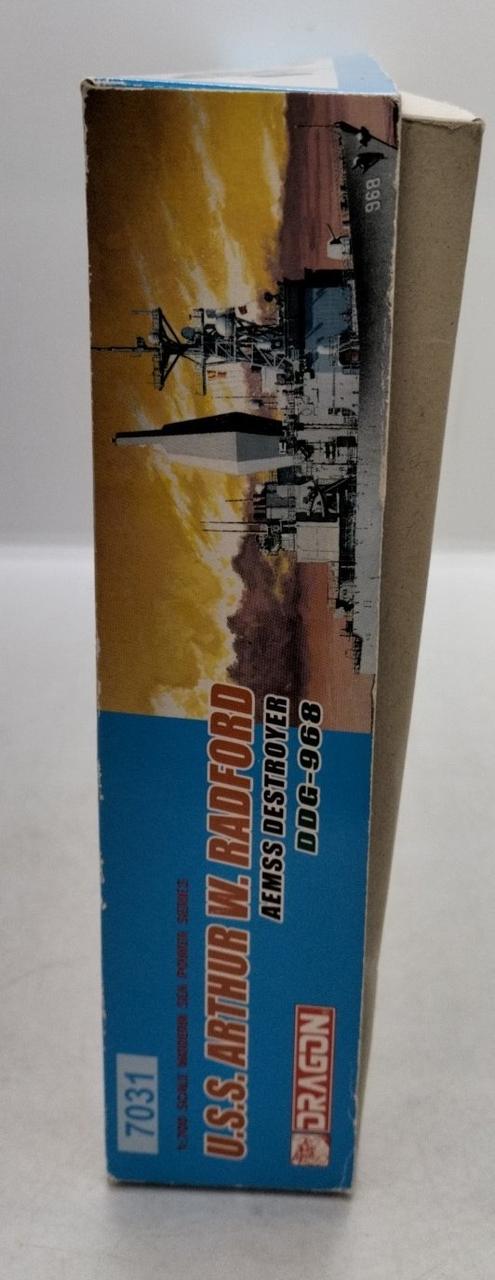 7031
1:700 SCALE MODERN SEA POWER SERIES
U.S.S. ARTHUR W. RADFORD
AEMSS DESTROYER
DDG-968
DRAGON
968